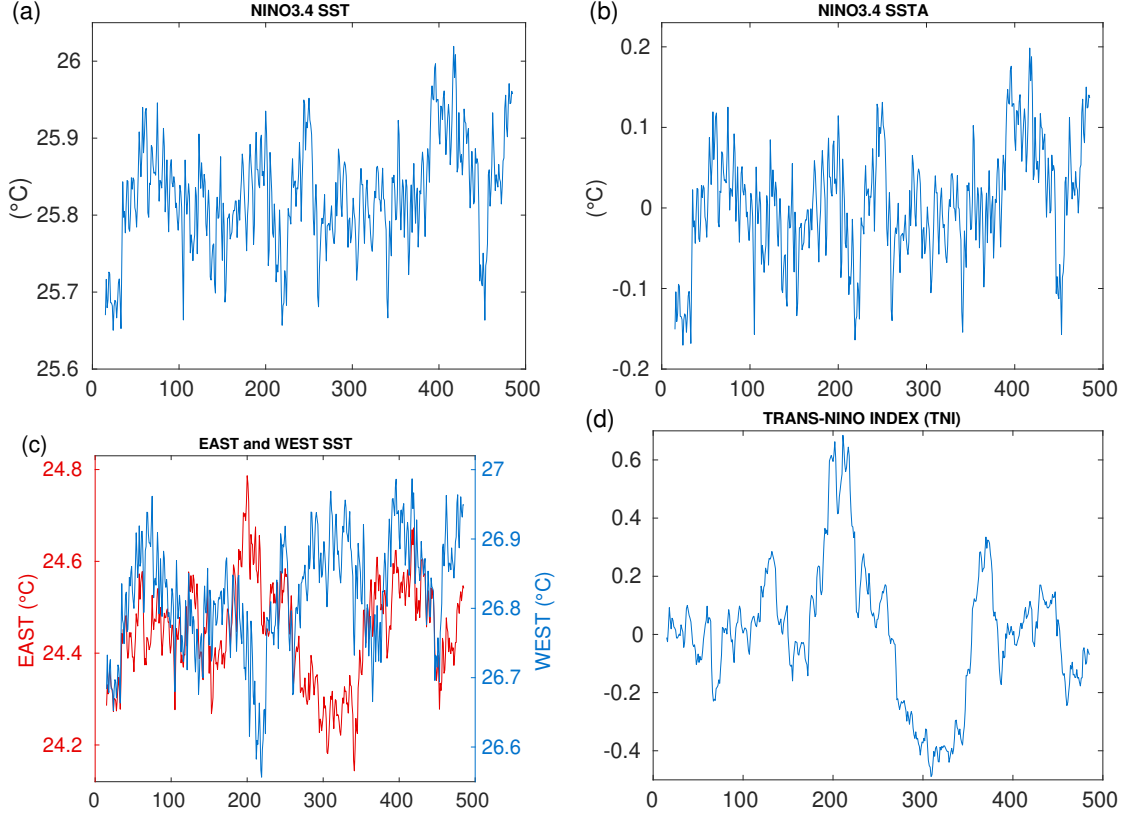 (a)
NINO3.4 SST
26
25.9
25.8
25.7
25.6
(°C)
0 100 200 300 400 500
(b)
NINO3.4 SSTA
0.2
0.1
0
-0.1
-0.2
(°C)
0 100 200 300 400 500
(c)
EAST and WEST SST
24.8
24.6
24.4
24.2
EAST (°C)
27
26.9
26.8
26.7
26.6
WEST (°C)
0 100 200 300 400 500
(d)
TRANS-NINO INDEX (TNI)
0.6
0.4
0.2
0
-0.2
-0.4
0 100 200 300 400 500